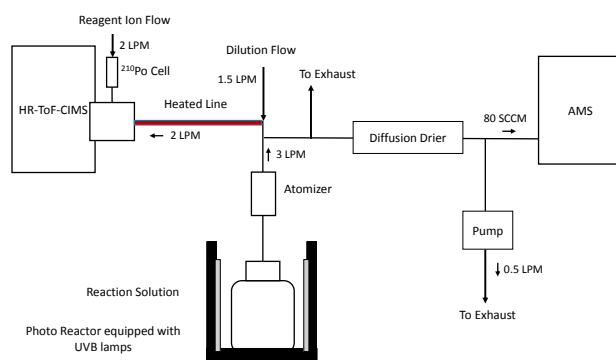 Reagent Ion Flow
2 LPM
Dilution Flow
1.5 LPM
To Exhaust
²¹⁰Po Cell
HR-ToF-CIMS
Heated Line
2 LPM
3 LPM
Diffusion Drier
80 SCCM
AMS
Atomizer
Pump
0.5 LPM
To Exhaust
Reaction Solution
Photo Reactor equipped with
UVB lamps